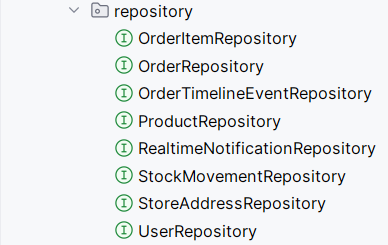 repository
OrderItemRepository
OrderRepository
OrderTimelineEventRepository
ProductRepository
RealtimeNotificationRepository
StockMovementRepository
StoreAddressRepository
UserRepository